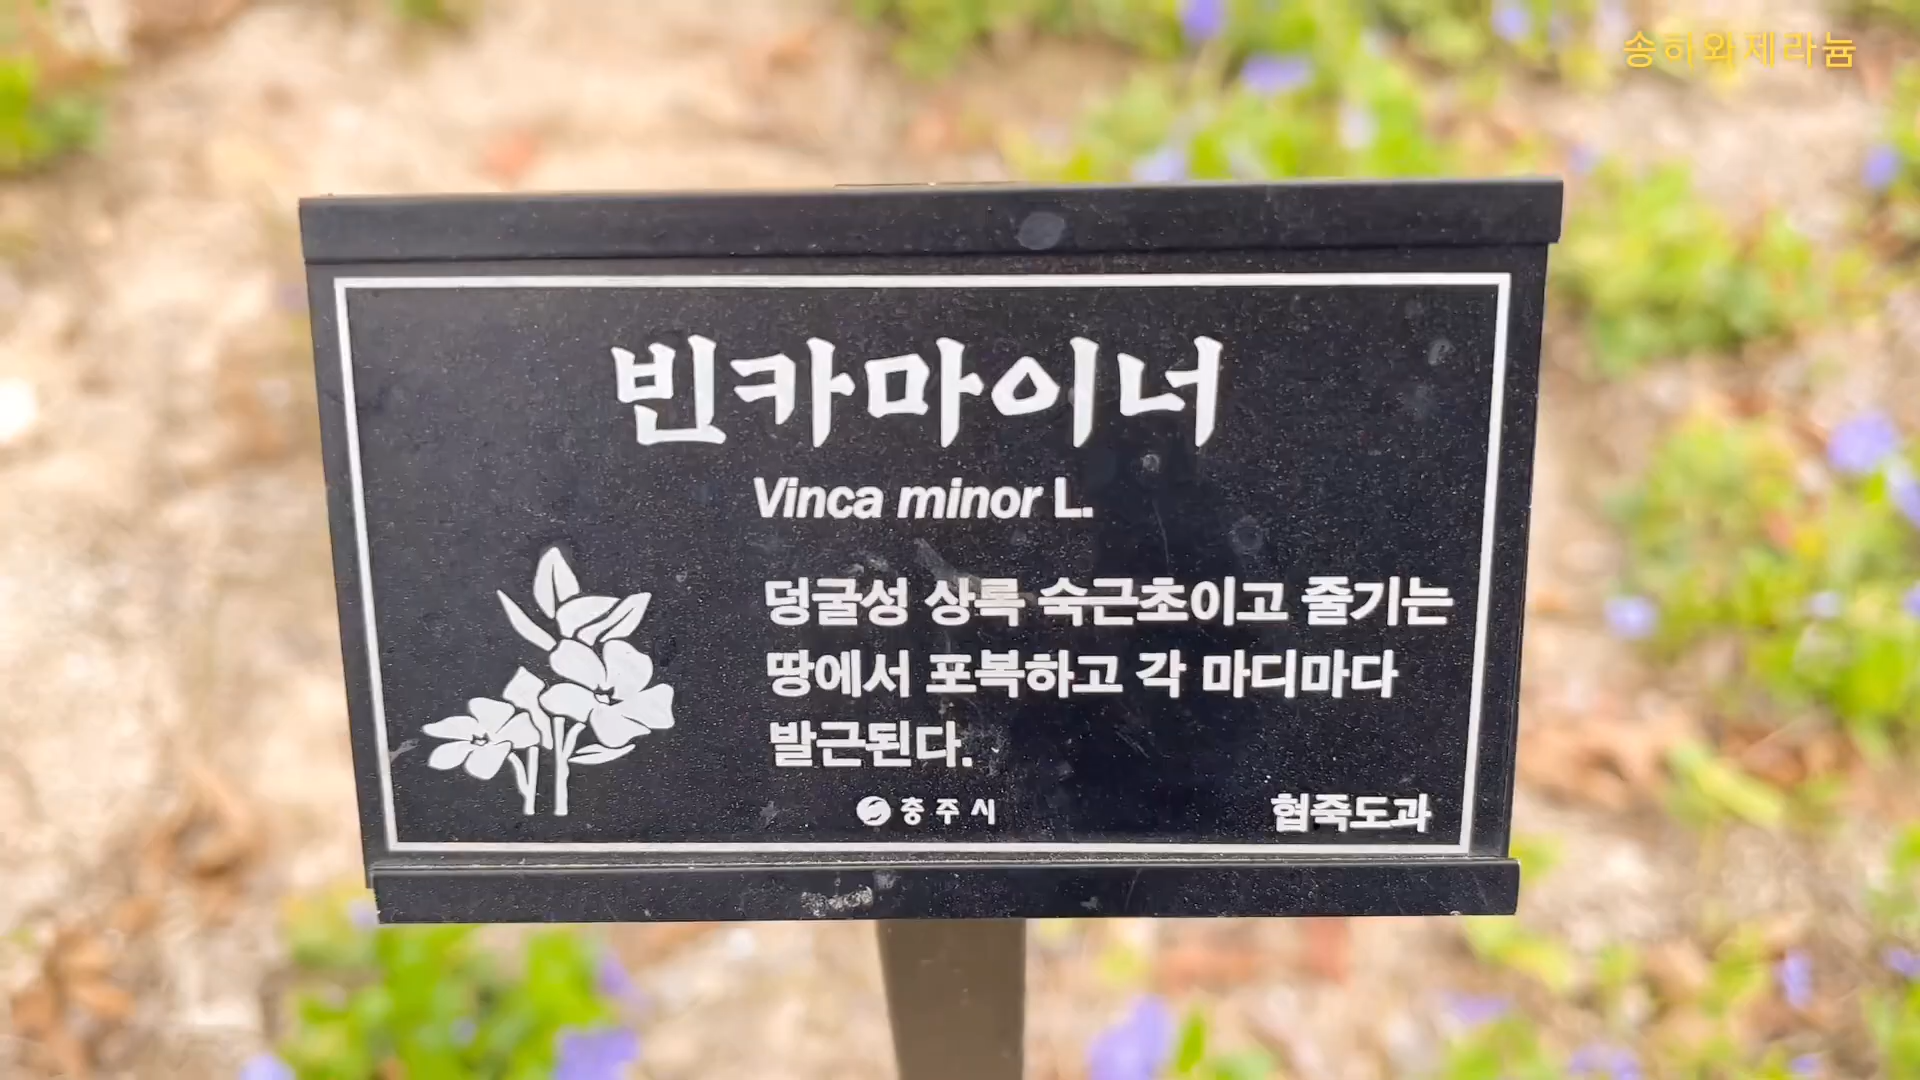 송하와제라늄
빈카마이너
Vinca minor L.
덩굴성 상록 숙근초이고 줄기는
땅에서 포복하고 각 마디마다
발근된다.
충주시
협죽도과